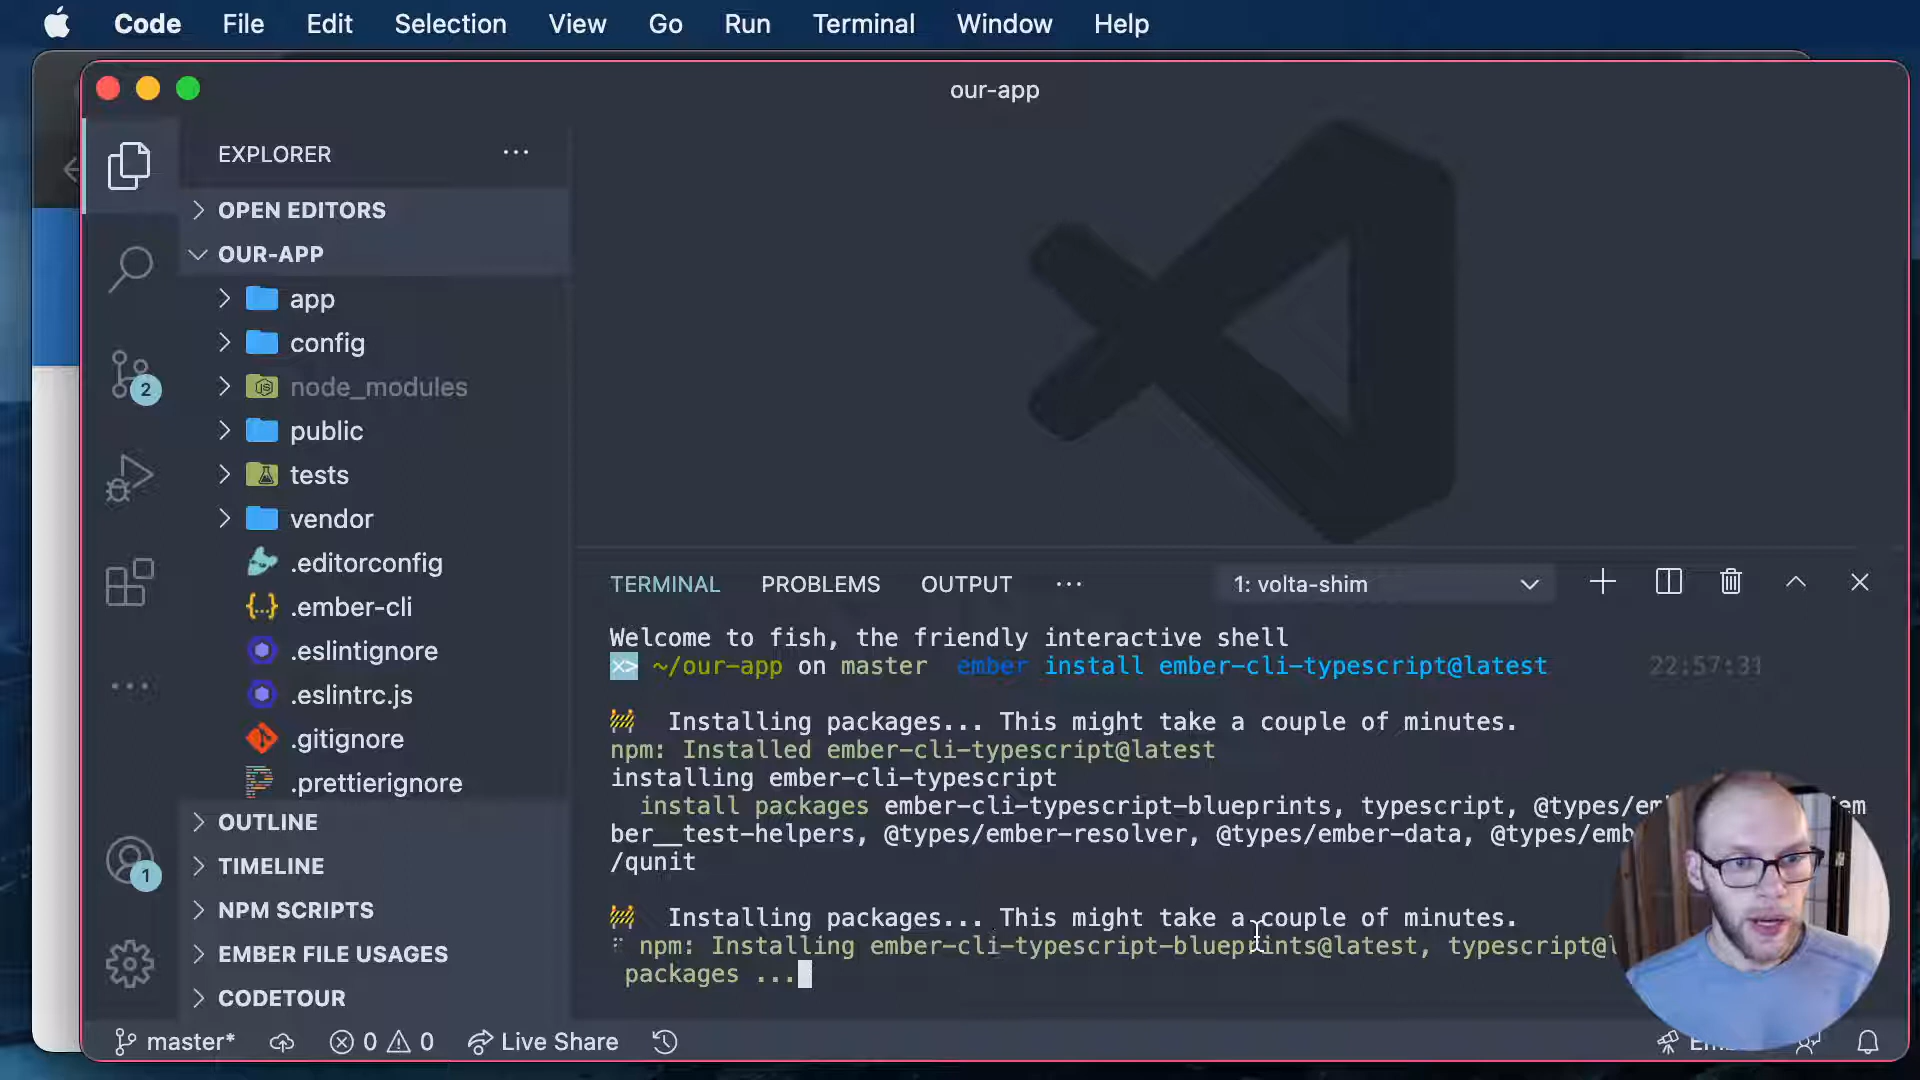 Code File Edit Selection View Go Run Terminal Window Help
our-app
EXPLORER
OPEN EDITORS
OUR-APP
app
config
node_modules
public
tests
vendor
.editorconfig
.ember-cli
.eslintignore
.eslintrc.js
.gitignore
.prettierignore
OUTLINE
TIMELINE
NPM SCRIPTS
EMBER FILE USAGES
CODETOUR
2
1
TERMINAL PROBLEMS OUTPUT ··· 1: volta-shim
Welcome to fish, the friendly interactive shell
~/our-app on master ember install ember-cli-typescript@latest 22:57:31
🚧 Installing packages... This might take a couple of minutes.
npm: Installed ember-cli-typescript@latest
installing ember-cli-typescript
install packages ember-cli-typescript-blueprints, typescript, @types/em
ber__test-helpers, @types/ember-resolver, @types/ember-data, @types/emb
/qunit
🚧 Installing packages... This might take a couple of minutes.
npm: Installing ember-cli-typescript-blueprints@latest, typescript@l
packages ...
master* 0 0 Live Share